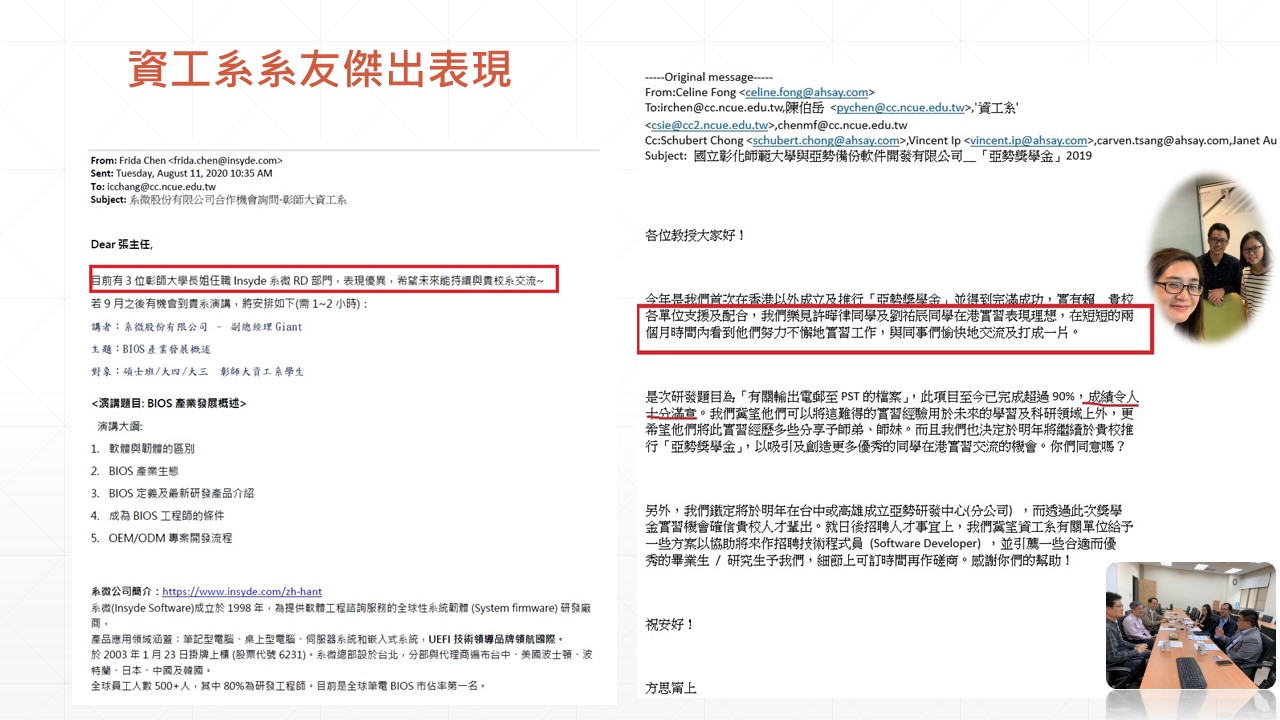 資工系系友傑出表現
From: Frida Chen <frida.chen@insyde.com>
Sent: Tuesday, August 11, 2020 10:35 AM
To: icchang@cc.ncue.edu.tw
Subject: 系微股份有限公司合作機會詢問-彰師大資工系
Dear 張主任,
目前有 3 位彰師大學長姐任職 Insyde 系微 RD 部門，表現優異，希望未來能持續與貴校系交流~
若 9 月之後有機會到貴系演講，將安排如下(需 1~2 小時)：
講者：系微股份有限公司 – 副總經理 Giant
主題：BIOS 產業發展概述
對象：碩士班/大四/大三 彰師大資工系學生
<演講題目: BIOS 產業發展概述>
演講大綱:
1. 軟體與韌體的區別
2. BIOS 產業生態
3. BIOS 定義及最新研發產品介紹
4. 成為 BIOS 工程師的條件
5. OEM/ODM 專案開發流程
系微公司簡介：https://www.insyde.com/zh-hant
系微(Insyde Software)成立於 1998 年，為提供軟體工程諮詢服務的全球性系統韌體 (System firmware) 研發廠
商，
產品應用領域涵蓋：筆記型電腦、桌上型電腦、伺服器系統和嵌入式系統，UEFI 技術領導品牌領航國際。
於 2003 年 1 月 23 日掛牌上櫃 (股票代號 6231)。系微總部設於台北，分部與代理商遍布台中、美國波士頓、波
特蘭、日本、中國及韓國。
全球員工人數 500+人，其中 80%為研發工程師。目前是全球筆電 BIOS 市佔率第一名。
-----Original message-----
From:Celine Fong <celine.fong@ahsay.com>
To:irchen@cc.ncue.edu.tw,陳伯岳 <pychen@cc.ncue.edu.tw>,'資工系'
<csie@cc2.ncue.edu.tw>,chenmf@cc.ncue.edu.tw
Cc:Schubert Chong <schubert.chong@ahsay.com>,Vincent Ip <vincent.ip@ahsay.com>,carven.tsang@ahsay.com,Janet Au
Subject: 國立彰化師範大學與亞勢備份軟件開發有限公司__「亞勢獎學金」2019
各位教授大家好！
今年是我們首次在香港以外成立及推行「亞勢獎學金」並得到完滿成功，實有賴 貴校
各單位支援及配合，我們樂見許曄律同學及劉祐辰同學在港實習表現理想，在短短的兩
個月時間內看到他們努力不懈地實習工作，與同事們愉快地交流及打成一片。
是次研發題目為「有關輸出電郵至 PST 的檔案」，此項目至今已完成超過 90%，成績令人
十分滿意。我們冀望他們可以將這難得的實習經驗用於未來的學習及科研領域上外，更
希望他們將此實習經歷多些分享予師弟、師妹。而且我們也決定於明年將繼續於貴校推
行「亞勢獎學金」，以吸引及創造更多優秀的同學在港實習交流的機會。你們同意嗎？
另外，我們鐵定將於明年在台中或高雄成立亞勢研發中心(分公司) ，而透過此次獎學
金實習機會確信貴校人才輩出。就日後招聘人才事宜上，我們冀望資工系有關單位給予
一些方案以協助將來作招聘技術程式員 (Software Developer) ，並引薦一些合適而優
秀的畢業生 / 研究生予我們，細節上可訂時間再作磋商。感謝你們的幫助！
祝安好！
方思甯上